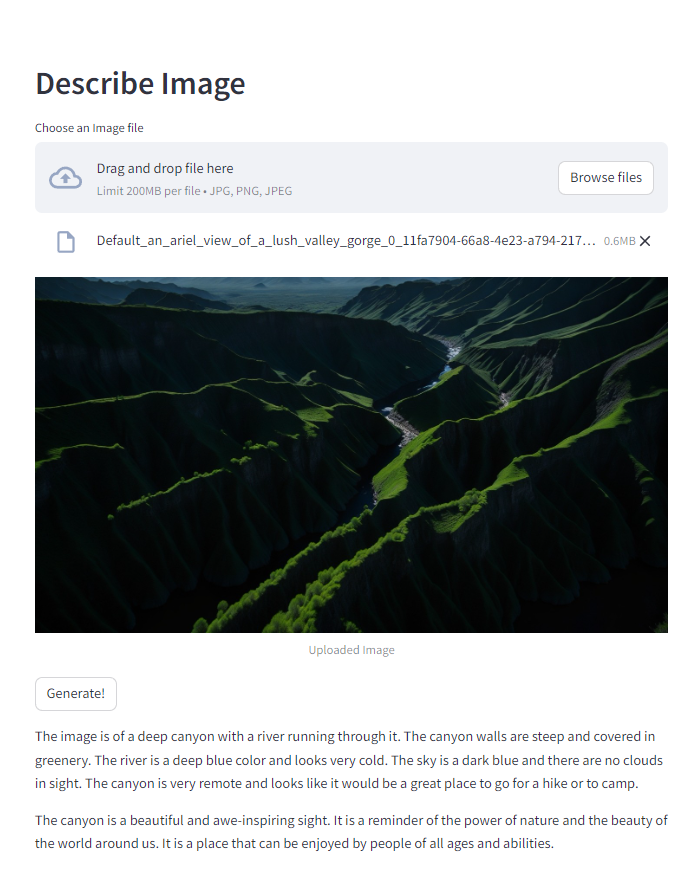 Describe Image
Choose an Image file
Drag and drop file here
Limit 200MB per file • JPG, PNG, JPEG
Browse files
Default_an_ariel_view_of_a_lush_valley_gorge_0_11fa7904-66a8-4e23-a794-217...
0.6MB
Uploaded Image
Generate!
The image is of a deep canyon with a river running through it. The canyon walls are steep and covered in
greenery. The river is a deep blue color and looks very cold. The sky is a dark blue and there are no clouds
in sight. The canyon is very remote and looks like it would be a great place to go for a hike or to camp.
The canyon is a beautiful and awe-inspiring sight. It is a reminder of the power of nature and the beauty of
the world around us. It is a place that can be enjoyed by people of all ages and abilities.